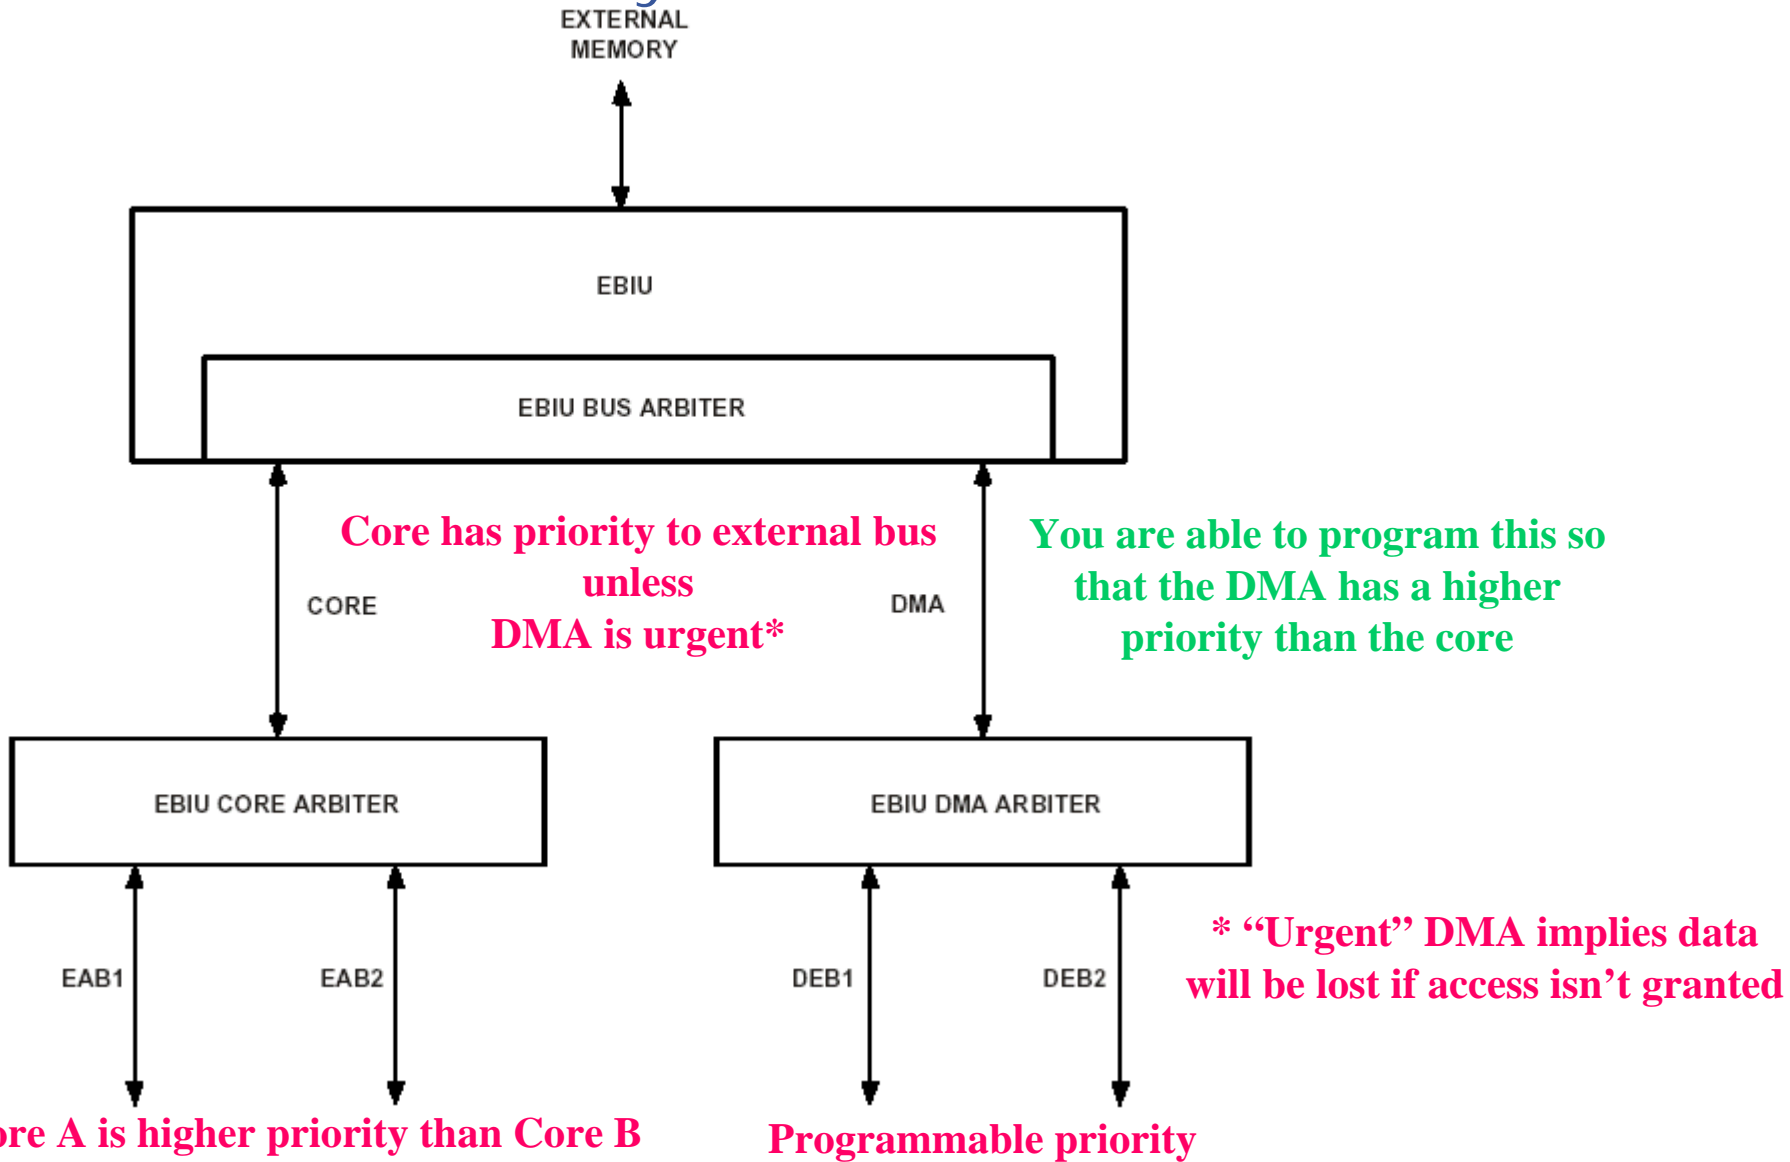 EXTERNAL
MEMORY
EBIU
EBIU BUS ARBITER
Core has priority to external bus
unless
DMA is urgent*
You are able to program this so
that the DMA has a higher
priority than the core
CORE
DMA
EBIU CORE ARBITER
EBIU DMA ARBITER
EAB1
EAB2
DEB1
DEB2
* “Urgent” DMA implies data
will be lost if access isn’t granted
ore A is higher priority than Core B
Programmable priority